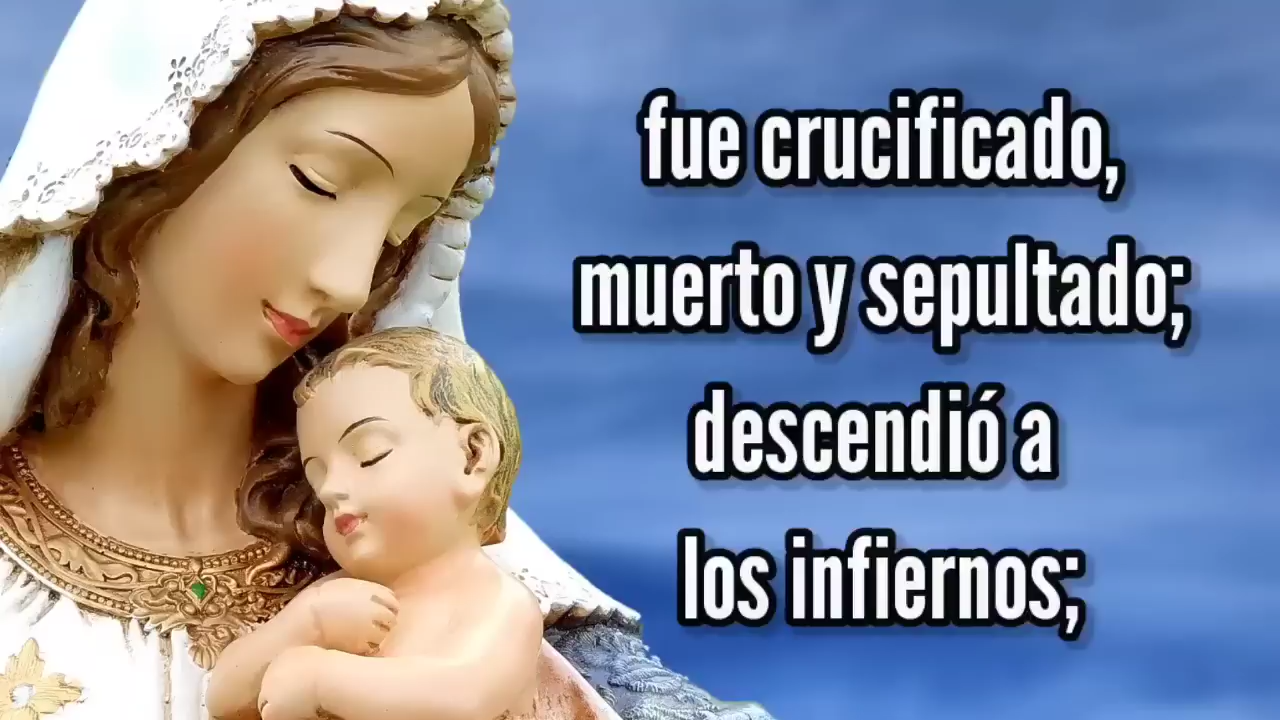 fue crucificado,
muerto y sepultado;
descendió a
los infiernos;